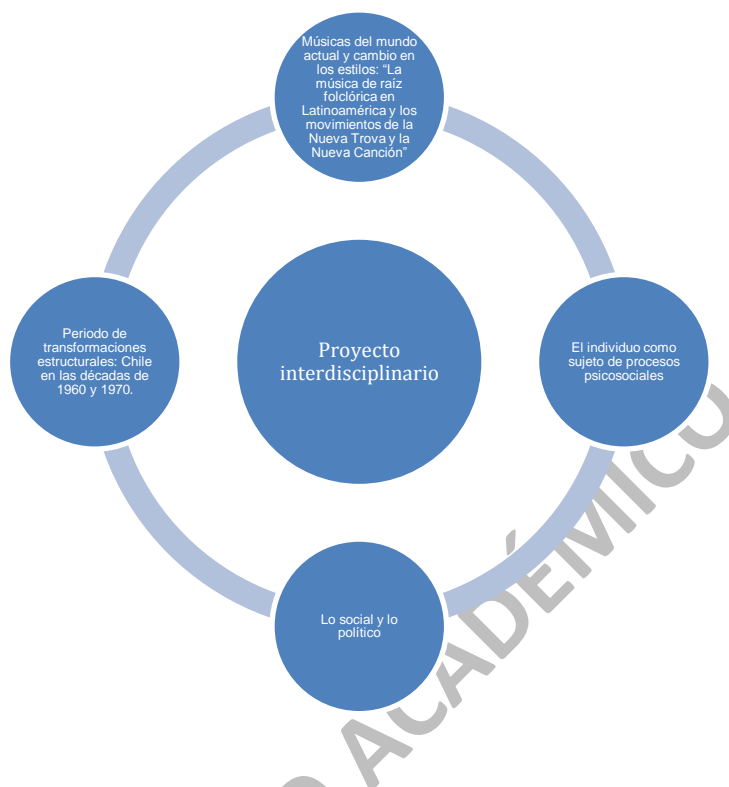 Músicas del mundo
actual y cambio en
los estilos: “La
música de raíz
folclórica en
Latinoamérica y los
movimientos de la
Nueva Trova y la
Nueva Canción”
Periodo de
transformaciones
estructurales: Chile
en las décadas de
1960 y 1970.
Proyecto
interdisciplinario
El individuo como
sujeto de procesos
psicosociales
Lo social y lo
político
ACADÉMICO